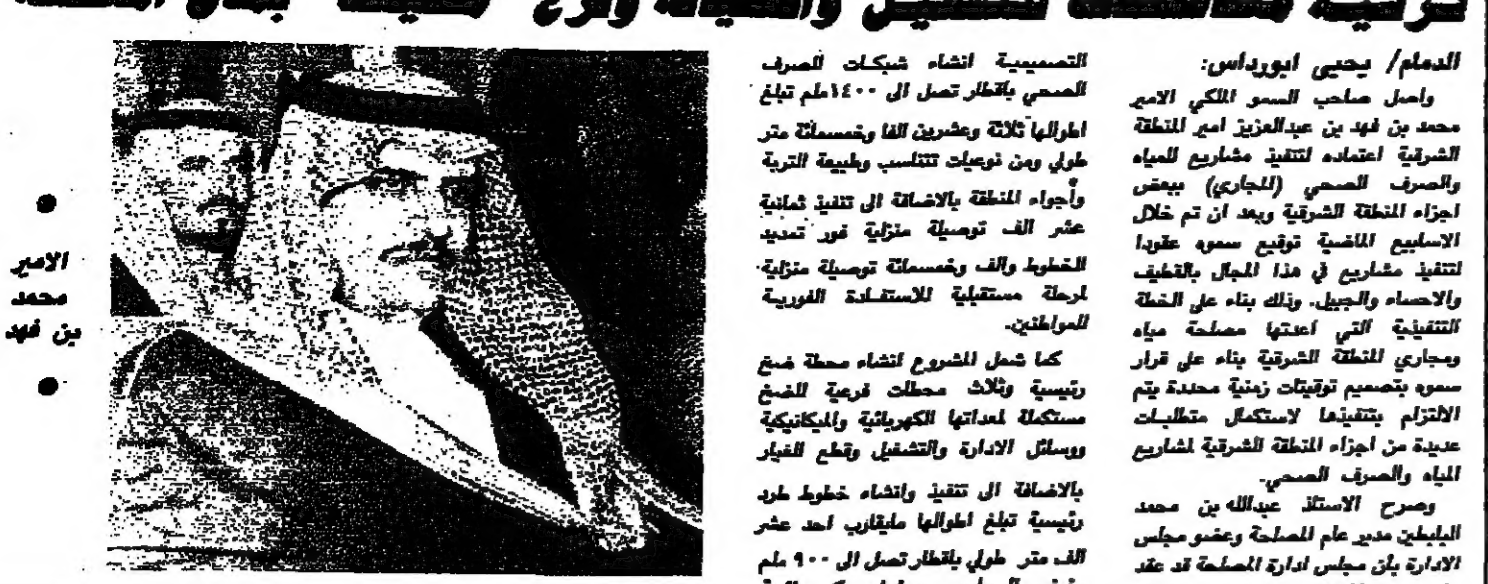 الدمام/ يحيى ابورداس:
واصل صاحب السمو الملكي الامير
محمد بن فهد بن عبدالعزيز امير المنطقة
الشرقية اعتماده لتنفيذ مشاريع للمياه
والصرف الصحي (المجاري) ببعض
اجزاء المنطقة الشرقية وبعد ان تم خلال
الاسابيع الماضية توقيع سموه عقودا
لتنفيذ مشاريع في هذا المجال بالقطيف
والاحساء والجبيل. وذلك بناء على الخطة
التنفيذية التي اعدتها مصلحة مياه
ومجاري المنطقة الشرقية بناء على قرار
سموه بتصميم توقيتات زمنية محددة يتم
الالتزام بتنفيذها لاستكمال متطلبات
عديدة من اجزاء المنطقة الشرقية لمشاريع
المياه والصرف الصحي.
وصرح الاستاذ عبدالله بن محمد
البابطين مدير عام المصلحة وعضو مجلس
الادارة بأن مجلس ادارة المصلحة قد عقد
التصميمية انشاء شبكات للصرف
الصحي باقطار تصل الى ١٤٠٠ملم تبلغ
اطوالها ثلاثة وعشرين الفا وخمسمائة متر
طولي ومن نوعيات تتناسب وطبيعة التربة
وأجواء المنطقة بالاضافة الى تنفيذ ثمانية
عشر الف توصيلة منزلية فور تمديد
الخطوط والف وخمسمائة توصيلة منزلية
لمرحلة مستقبلية للاستفادة الفورية
للمواطنين.
كما شمل المشروع انشاء محطة ضخ
رئيسية وثلاث محطات فرعية للضخ
مستكملة لمعداتها الكهربائية والميكانيكية
ووسائل الادارة والتشغيل وقطع الغيار
بالاضافة الى تنفيذ وانشاء خطوط طرد
رئيسية تبلغ اطوالها مايقارب احد عشر
الف متر طولي باقطار تصل الى ٩٠٠ ملم
الامير
محمد
بن فهد